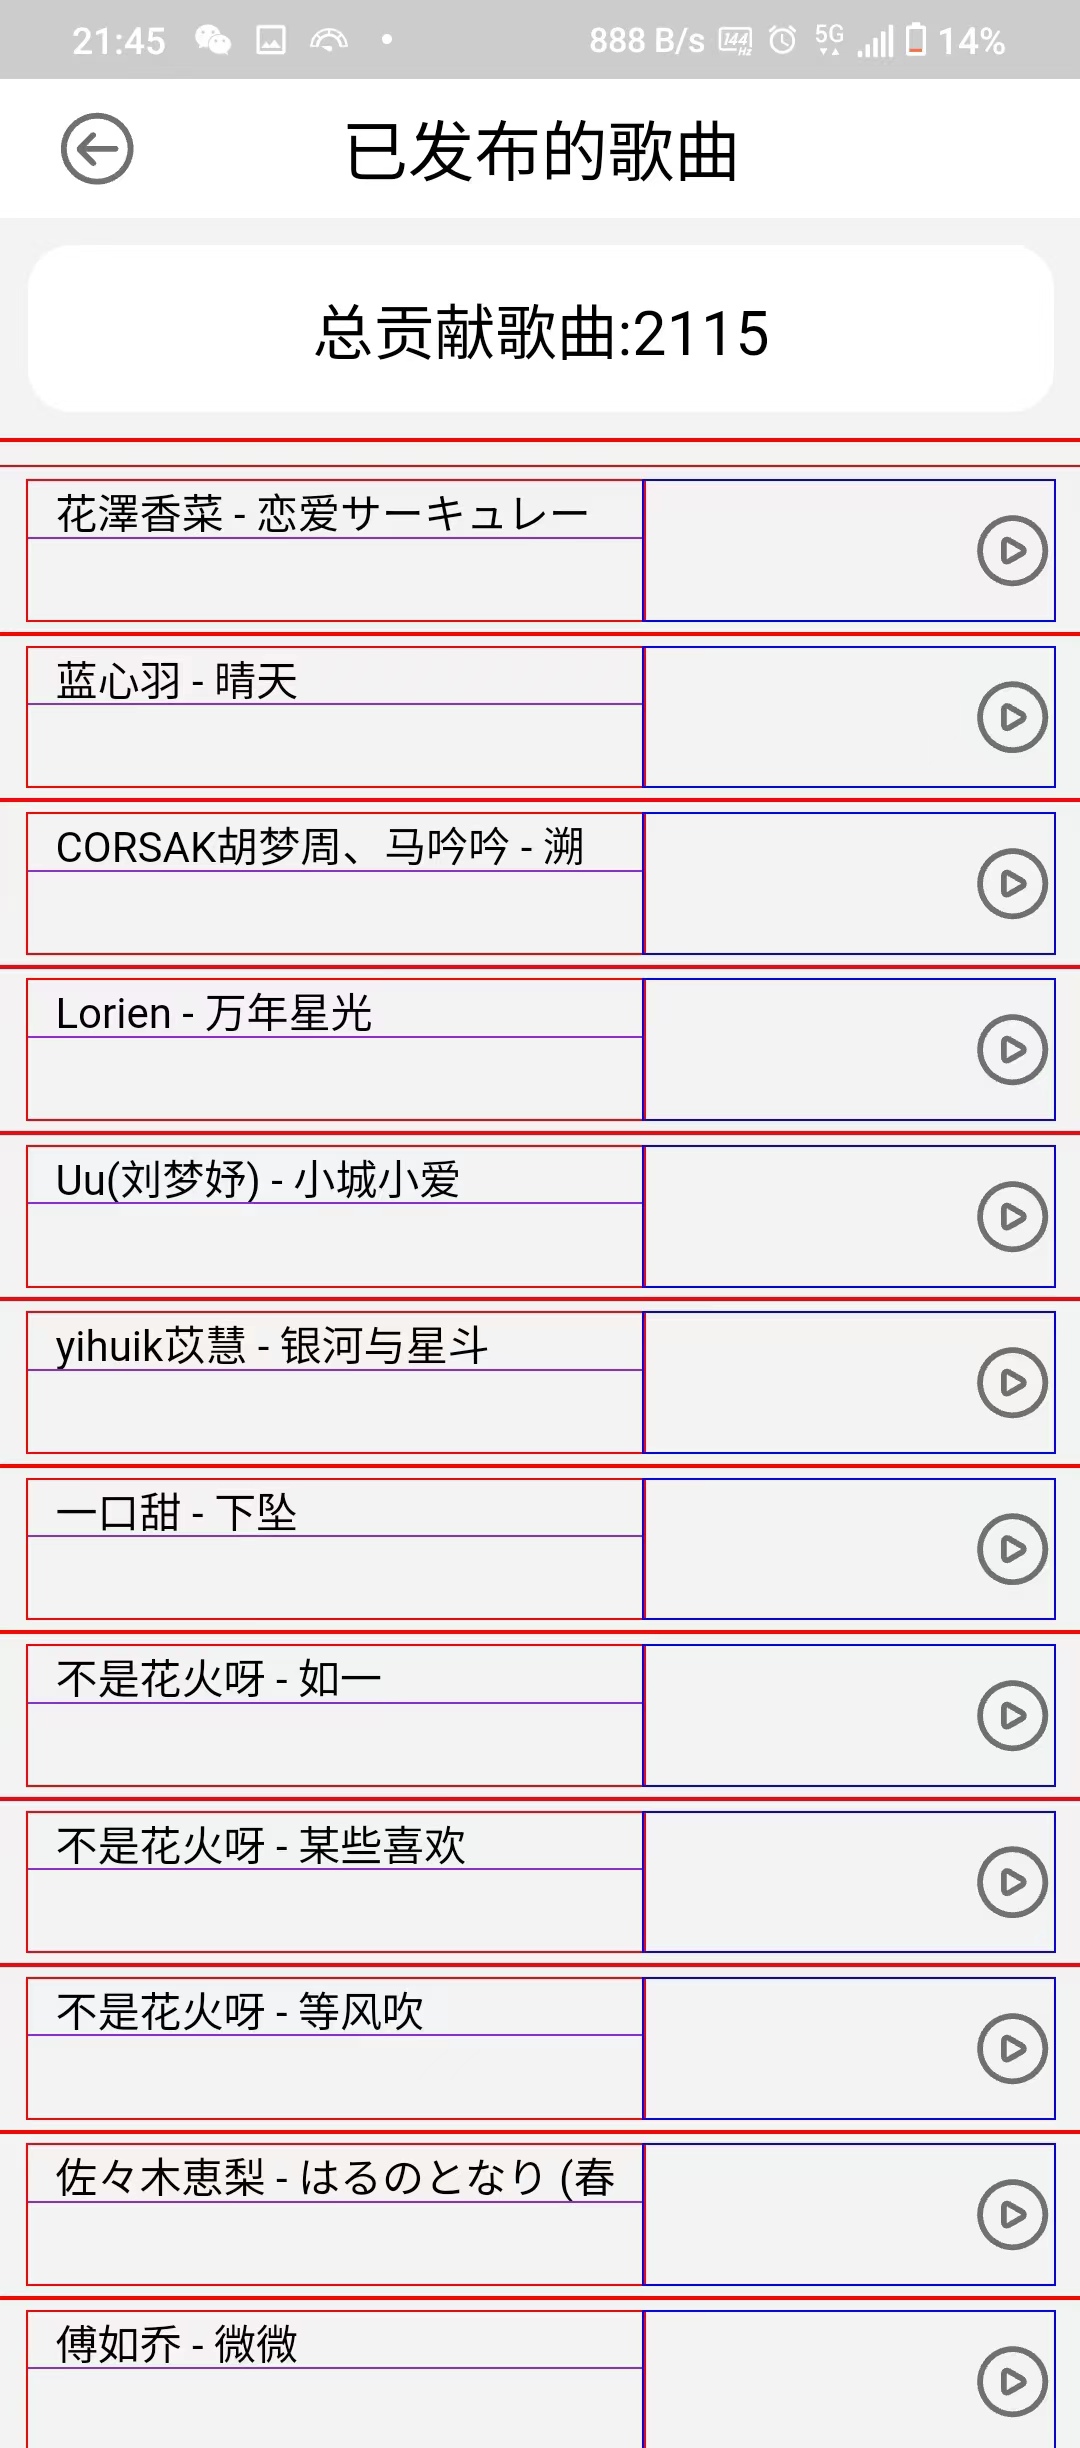 21:45 888 B/s 144Hz 5G 14%
已发布的歌曲
总贡献歌曲:2115
花澤香菜 - 恋爱サーキュレー
蓝心羽 - 晴天
CORSAK胡梦周、马吟吟 - 溯
Lorien - 万年星光
Uu(刘梦妤) - 小城小爱
yihuik苡慧 - 银河与星斗
一口甜 - 下坠
不是花火呀 - 如一
不是花火呀 - 某些喜欢
不是花火呀 - 等风吹
佐々木恵梨 - はるのとなり (春
傅如乔 - 微微